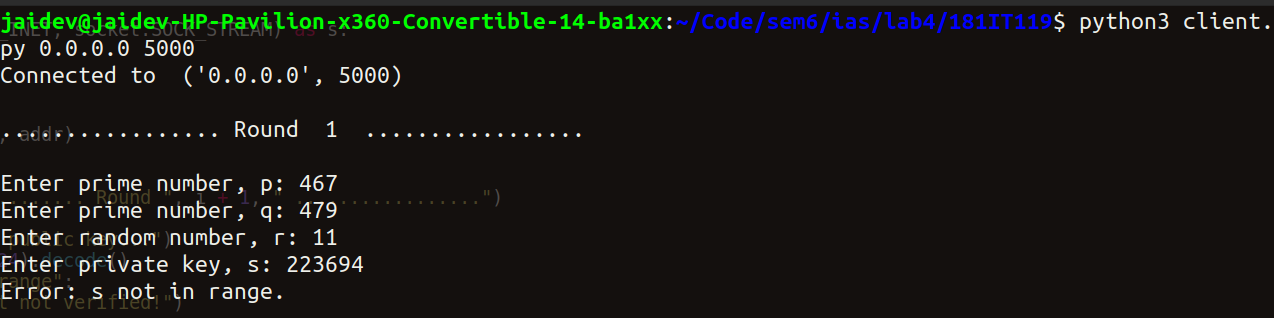 jaidev@jaidev-HP-Pavilion-x360-Convertible-14-ba1xx:~/Code/sem6/ias/lab4/181IT119$ python3 client.
py 0.0.0.0 5000
Connected to  ('0.0.0.0', 5000)
................. Round  1  .................
Enter prime number, p: 467
Enter prime number, q: 479
Enter random number, r: 11
Enter private key, s: 223694
Error: s not in range.